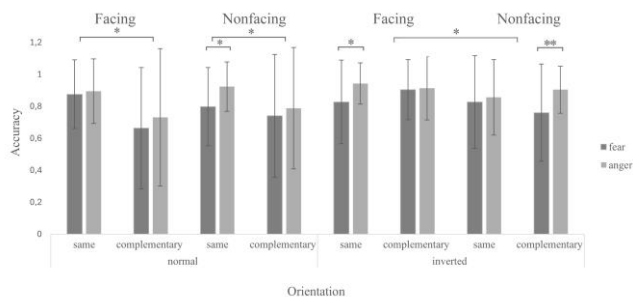 Facing Nonfacing Facing Nonfacing
* * * **
* * *
1,2
1
0,8
0,6
0,4
0,2
0
Accuracy
fear
anger
same complementary same complementary same complementary same complementary
normal inverted
Orientation